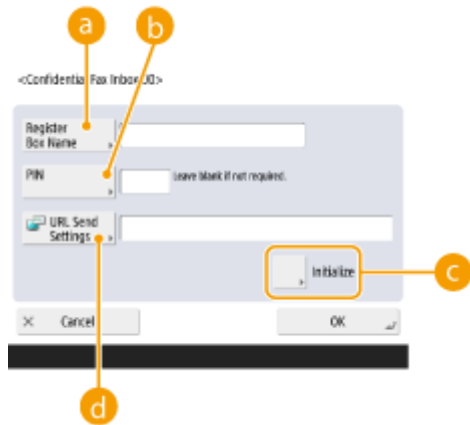 a
b
<Confidential Fax Inbox 00>
Register
Box Name
PIN
Leave blank if not required.
URL Send
Settings
Initialize
c
× Cancel
OK
d